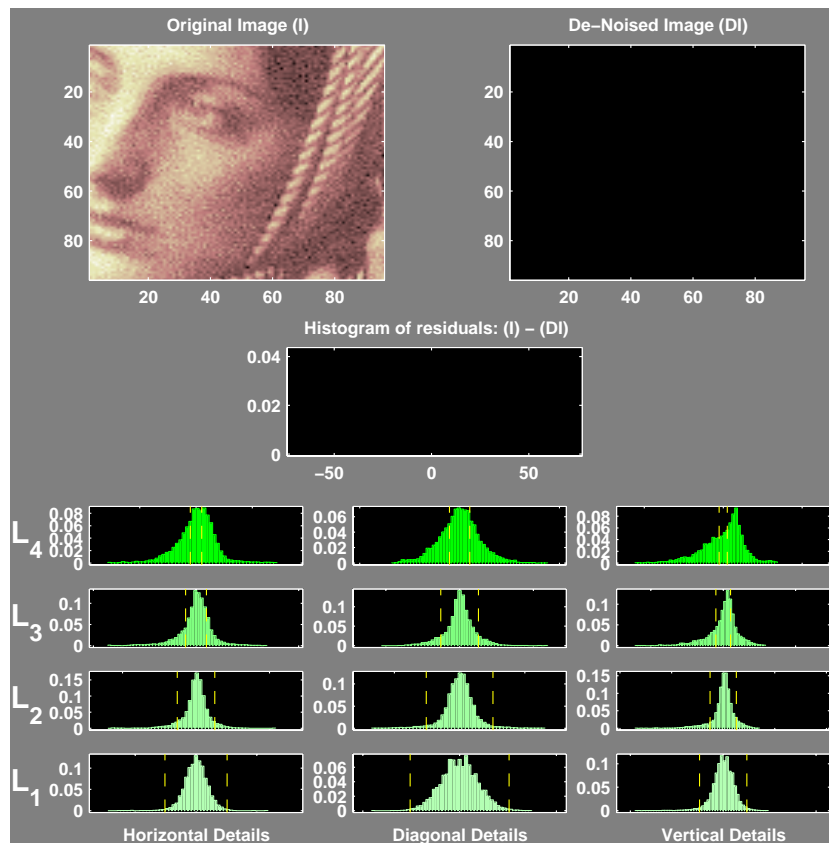 Original Image (I) De−Noised Image (DI)
20 20
40 40
60 60
80 80
20 40 60 80 20 40 60 80
Histogram of residuals: (I) − (DI)
0.04
0.02
0
−50 0 50
L4 0.08 0.06 0.04 0.02 0 0.06 0.04 0.02 0 0.08 0.06 0.04 0.02 0
L3 0.1 0.05 0 0.1 0.05 0 0.1 0.05 0
L2 0.15 0.1 0.05 0 0.1 0.05 0 0.15 0.1 0.05 0
L1 0.1 0.05 0 0.06 0.04 0.02 0 0.1 0.05 0
Horizontal Details Diagonal Details Vertical Details